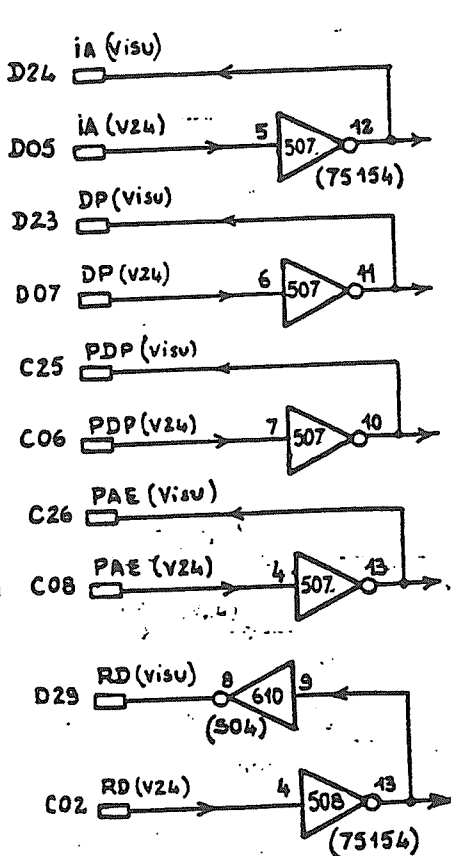 iA (Visu)
D24
iA (V24) 5 12
D05 507.
(75154)
DP (Visu)
D23
DP (V24) 6 11
D07 507
PDP (Visu)
C25
PDP (V24) 7 10
C06 507
PAE (Visu)
C26
PAE (V24) 4 13
C08 507.
RD (Visu) 8 9
D29 610
(S04)
RD (V24) 4 13
C02 508
(75154)